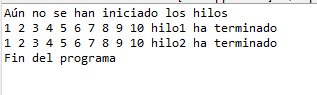 Aún no se han iniciado los hilos
1 2 3 4 5 6 7 8 9 10 hilo1 ha terminado
1 2 3 4 5 6 7 8 9 10 hilo2 ha terminado
Fin del programa